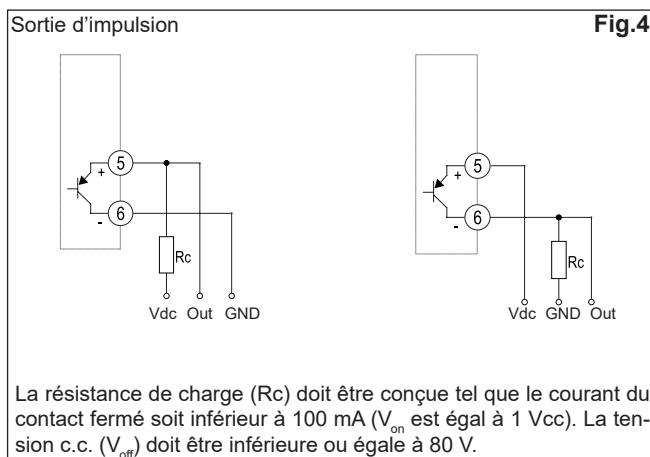 Sortie d'impulsion Fig.4
+ 5
- 6
Rc
Vdc Out GND
+ 5
- 6
Rc
Vdc GND Out
La résistance de charge (Rc) doit être conçue tel que le courant du
contact fermé soit inférieur à 100 mA (Von est égal à 1 Vcc). La ten-
sion c.c. (Voff) doit être inférieure ou égale à 80 V.